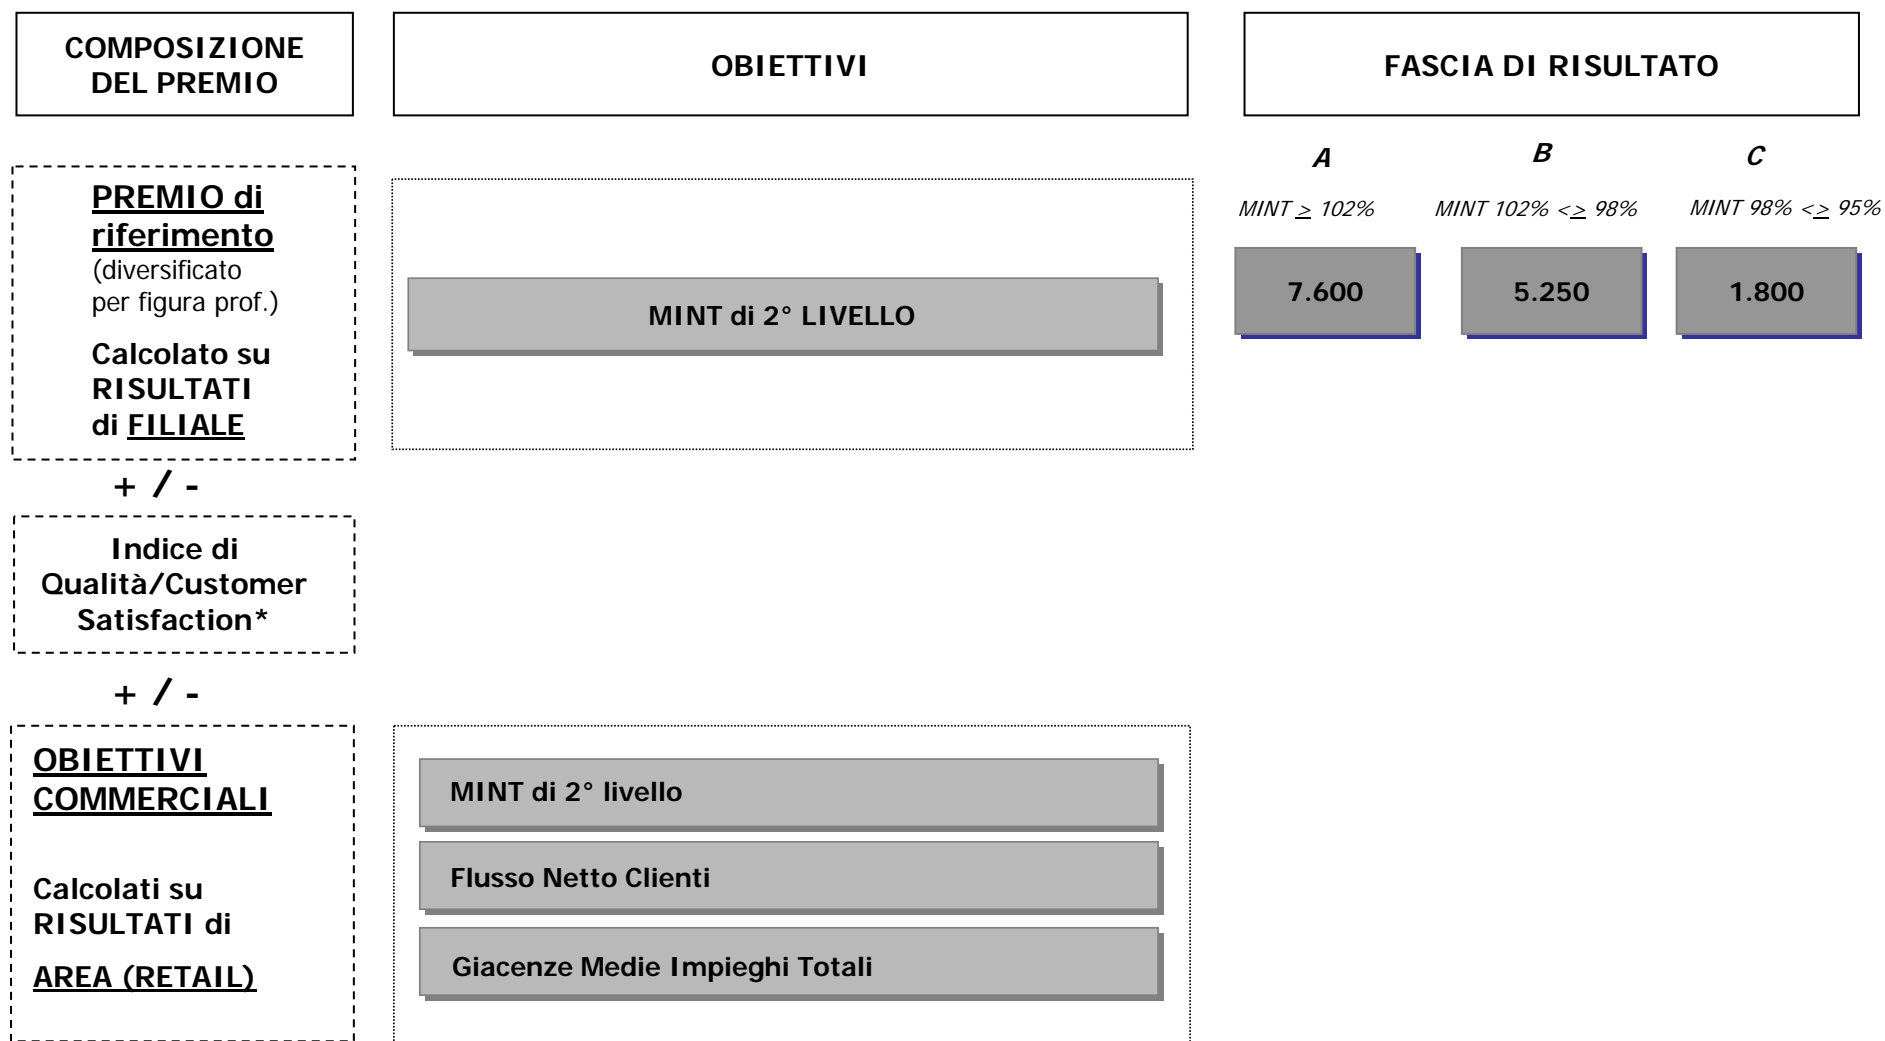 COMPOSIZIONE
DEL PREMIO
OBIETTIVI
FASCIA DI RISULTATO
A
B
C
MINT ≥ 102%
MINT 102% <≥ 98%
MINT 98% <≥ 95%
PREMIO di
riferimento
(diversificato
per figura prof.)
Calcolato su
RISULTATI
di FILIALE
MINT di 2° LIVELLO
7.600
5.250
1.800
+ / -
Indice di
Qualità/Customer
Satisfaction*
+ / -
OBIETTIVI
COMMERCIALI
Calcolati su
RISULTATI di
AREA (RETAIL)
MINT di 2° livello
Flusso Netto Clienti
Giacenze Medie Impieghi Totali